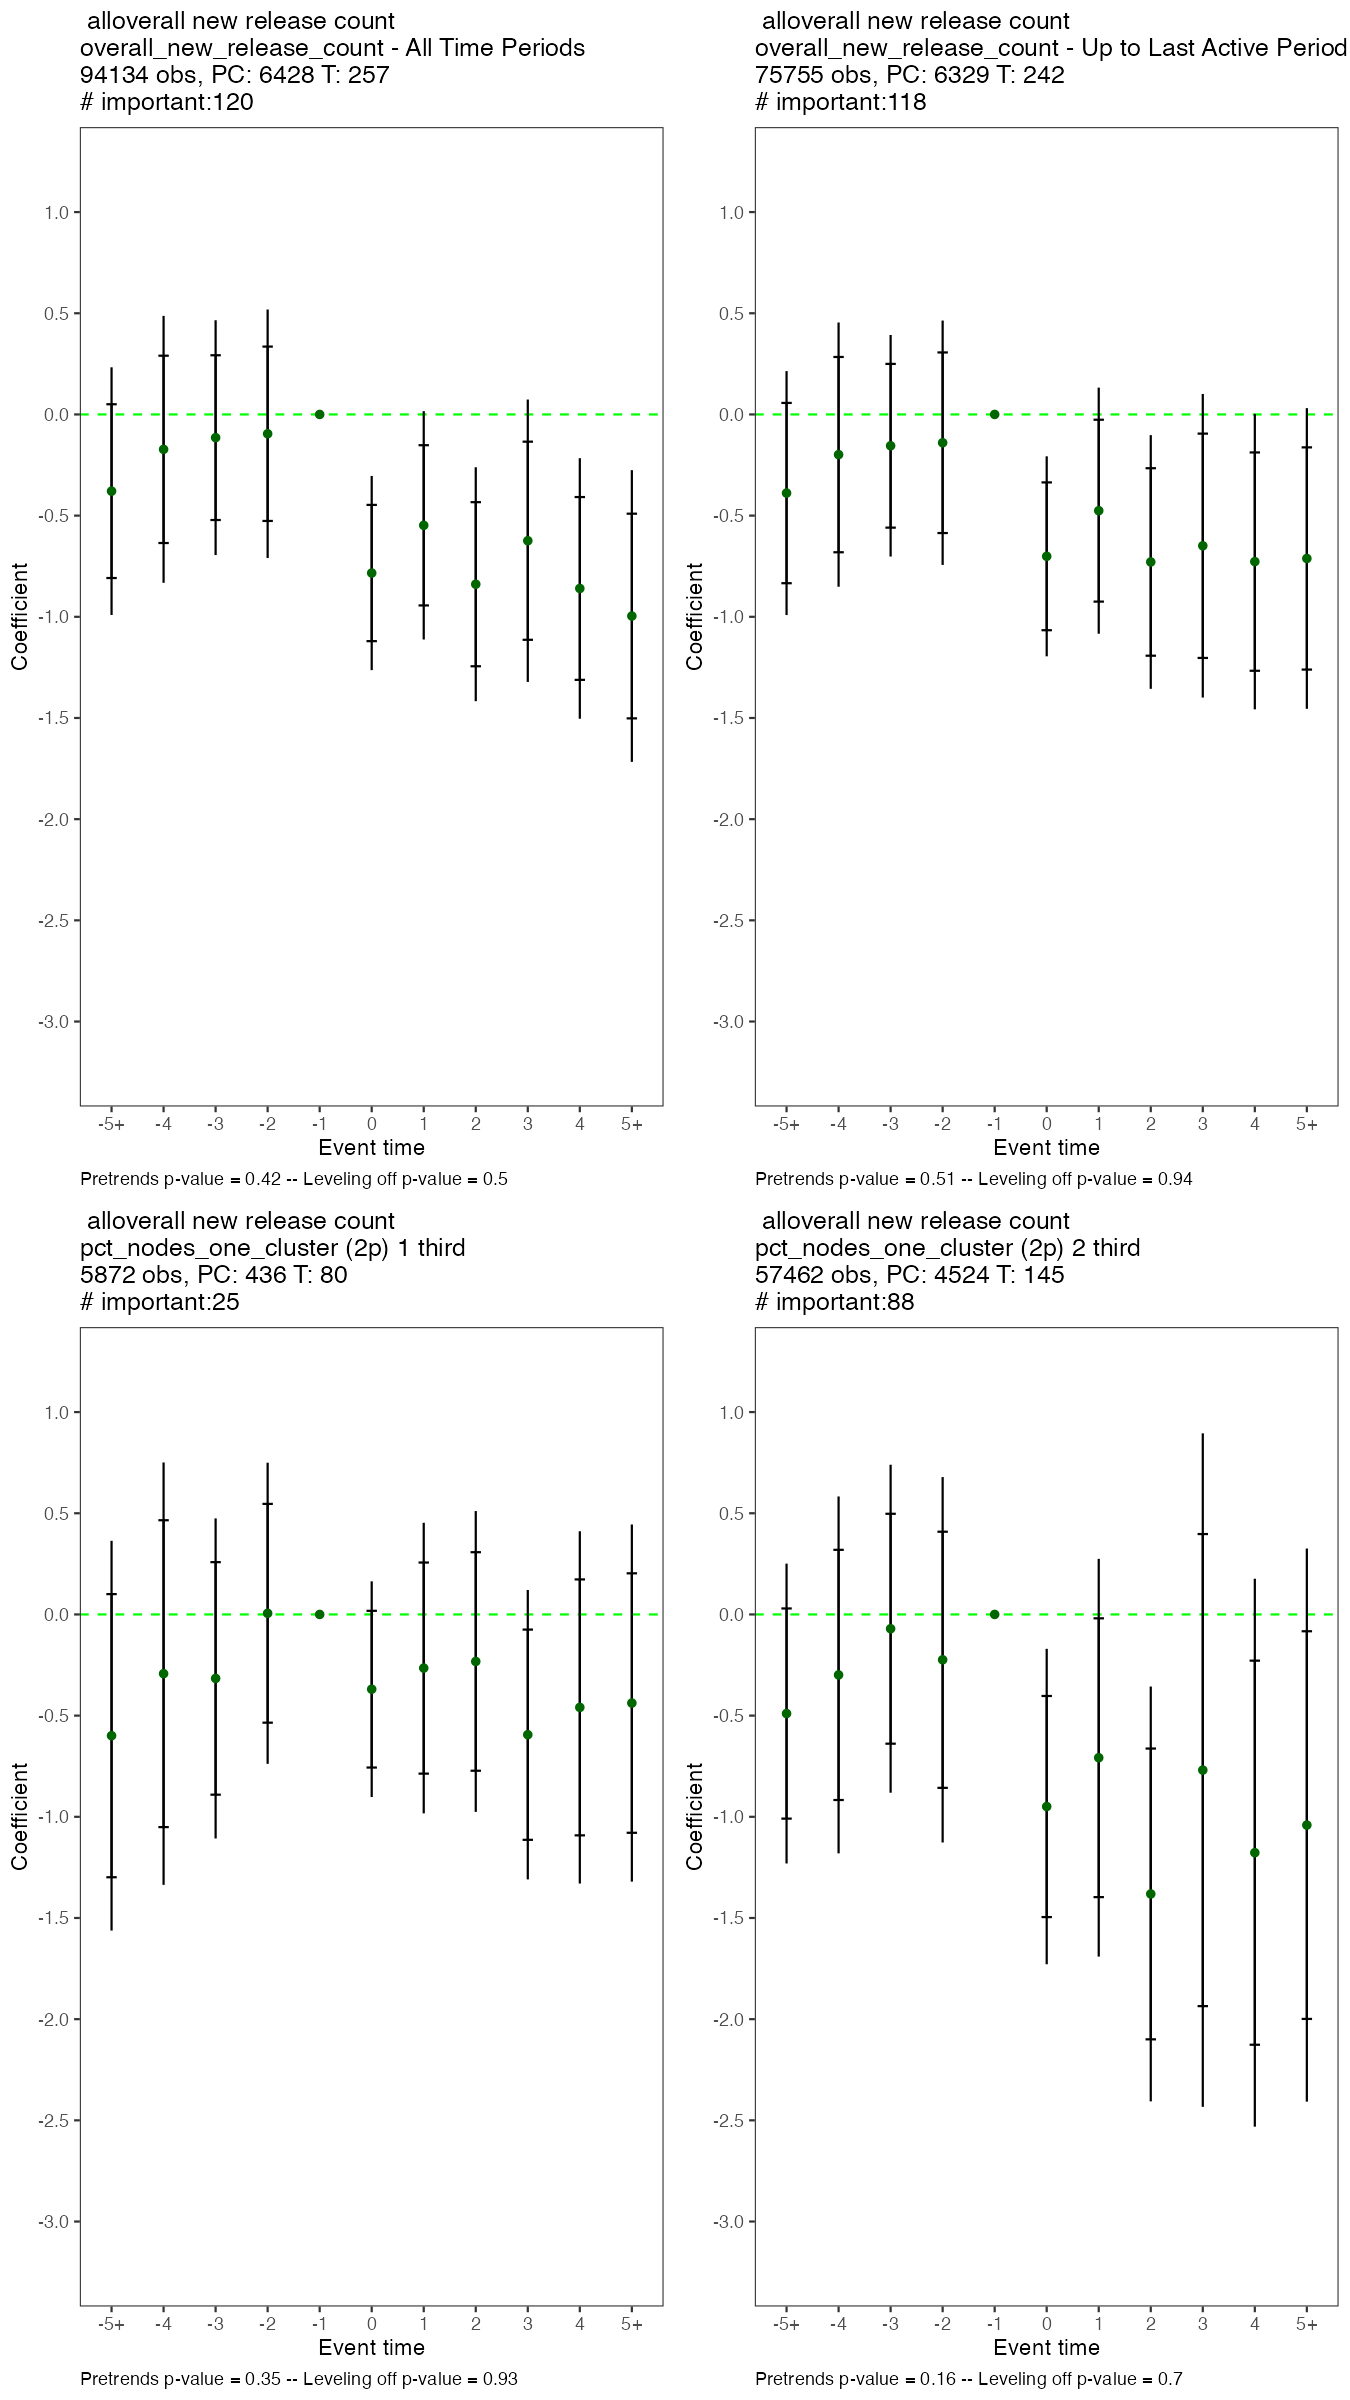 alloverall new release count
overall_new_release_count - All Time Periods
94134 obs, PC: 6428 T: 257
# important:120
1.0
0.5
0.0
-0.5
-1.0
-1.5
-2.0
-2.5
-3.0
Coefficient
-5+ -4 -3 -2 -1 0 1 2 3 4 5+
Event time
Pretrends p-value = 0.42 -- Leveling off p-value = 0.5
alloverall new release count
overall_new_release_count - Up to Last Active Period
75755 obs, PC: 6329 T: 242
# important:118
1.0
0.5
0.0
-0.5
-1.0
-1.5
-2.0
-2.5
-3.0
Coefficient
-5+ -4 -3 -2 -1 0 1 2 3 4 5+
Event time
Pretrends p-value = 0.51 -- Leveling off p-value = 0.94
alloverall new release count
pct_nodes_one_cluster (2p) 1 third
5872 obs, PC: 436 T: 80
# important:25
1.0
0.5
0.0
-0.5
-1.0
-1.5
-2.0
-2.5
-3.0
Coefficient
-5+ -4 -3 -2 -1 0 1 2 3 4 5+
Event time
Pretrends p-value = 0.35 -- Leveling off p-value = 0.93
alloverall new release count
pct_nodes_one_cluster (2p) 2 third
57462 obs, PC: 4524 T: 145
# important:88
1.0
0.5
0.0
-0.5
-1.0
-1.5
-2.0
-2.5
-3.0
Coefficient
-5+ -4 -3 -2 -1 0 1 2 3 4 5+
Event time
Pretrends p-value = 0.16 -- Leveling off p-value = 0.7